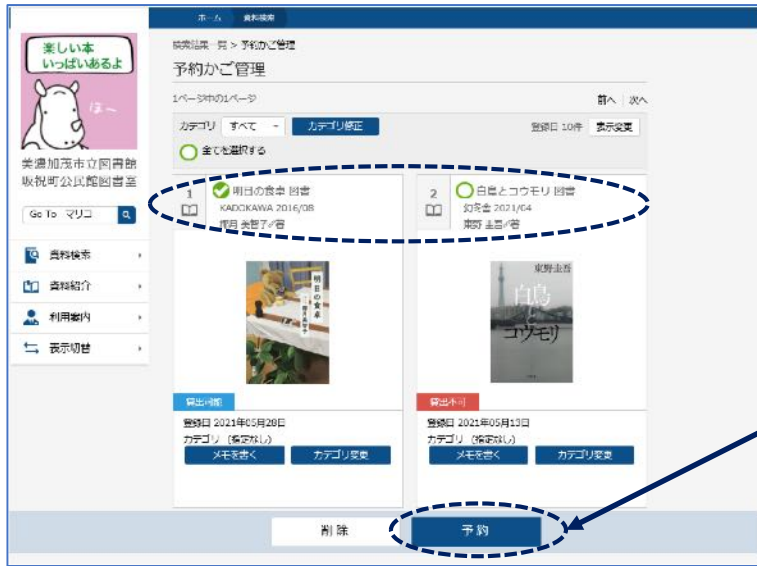 ホーム 資料検索
楽しい本
いっぱいあるよ
ほー
美濃加茂市立図書館
坂祝町公民館図書室
Go To マリコ
資料検索
資料紹介
利用案内
表示切替
検索結果一覧 > 予約かご管理
予約かご管理
1ページ中の1ページ
前へ 次へ
カテゴリ すべて カテゴリ修正
登録日 10件 表示変更
全てを選択する
1 明日の食卓 図書
KADOKAWA 2016/08
椰月 美智子/著
明日の食卓
椰月美智子
貸出可能
登録日 2021年05月28日
カテゴリ (指定なし)
メモを書く カテゴリ変更
2 白鳥とコウモリ 図書
幻冬舎 2021/04
東野 圭吾/著
東野圭吾
白鳥とコウモリ
貸出不可
登録日 2021年05月13日
カテゴリ (指定なし)
メモを書く カテゴリ変更
削除 予約